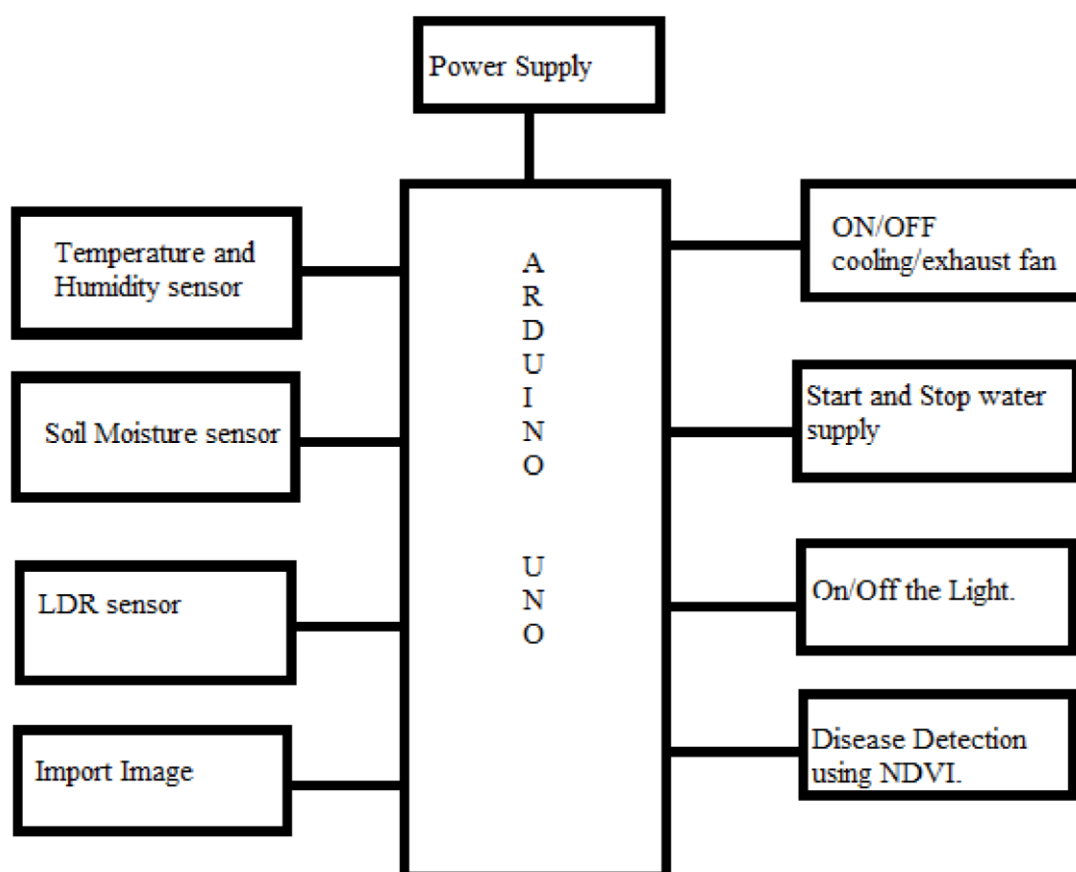 Power Supply
Temperature and
Humidity sensor
Soil Moisture sensor
LDR sensor
Import Image
A
R
D
U
I
N
O
U
N
O
ON/OFF
cooling/exhaust fan
Start and Stop water
supply
On/Off the Light.
Disease Detection
using NDVI.